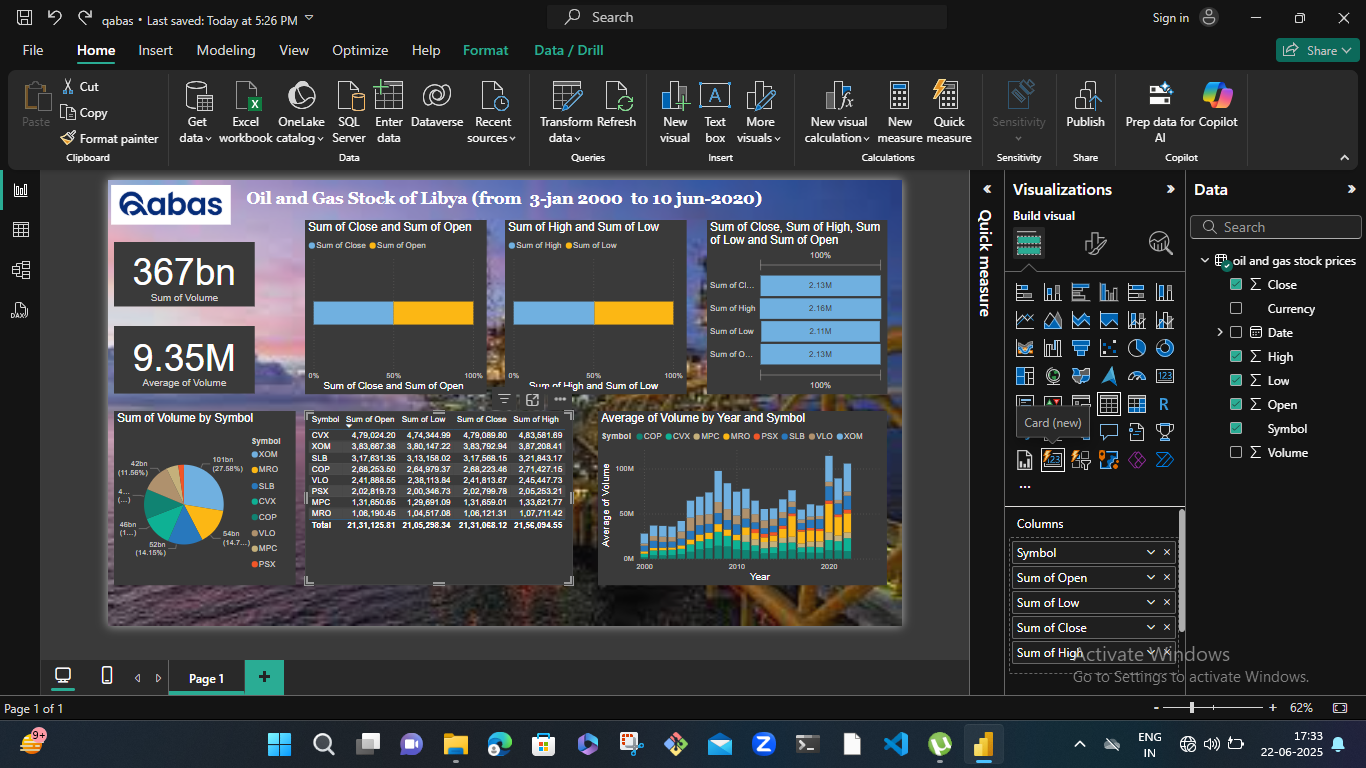 qabas • Last saved: Today at 5:26 PM
Search
Sign in
File Home Insert Modeling View Optimize Help Format Data / Drill
Share
Paste
Cut
Copy
Format painter
Clipboard
Get data
Excel workbook
OneLake catalog
SQL Server
Enter data
Dataverse
Recent sources
Data
Transform data
Refresh
Queries
New visual
Text box
More visuals
Insert
New visual calculation
New measure
Quick measure
Calculations
Sensitivity
Sensitivity
Publish
Share
Prep data for AI
Copilot
Copilot
qabas
Oil and Gas Stock of Libya (from 3-jan 2000 to 10 jun-2020)
367bn
Sum of Volume
9.35M
Average of Volume
Sum of Close and Sum of Open
Sum of Close Sum of Open
0% 50% 100%
Sum of Close and Sum of Open
Sum of High and Sum of Low
Sum of High Sum of Low
0% 50% 100%
Sum of High and Sum of Low
Sum of Close, Sum of High, Sum
of Low and Sum of Open
100%
Sum of Cl... 2.13M
Sum of High 2.16M
Sum of Low 2.11M
Sum of O... 2.13M
100%
Sum of Volume by Symbol
Symbol
XOM
MRO
SLB
CVX
COP
VLO
MPC
PSX
101bn
(27.58%)
54bn
(14.7...)
52bn
(14.15%)
46bn
(1...)
4...
(...)
42bn
(11.56%)
Symbol Sum of Open Sum of Low Sum of Close Sum of High
CVX 4,79,024.20 4,74,344.99 4,79,089.80 4,83,581.69
XOM 3,83,667.38 3,80,147.22 3,83,792.94 3,87,208.41
SLB 3,17,631.35 3,13,158.02 3,17,568.15 3,21,843.17
COP 2,68,253.50 2,64,979.37 2,68,223.46 2,71,427.15
VLO 2,41,888.55 2,38,113.84 2,41,813.67 2,45,447.73
PSX 2,02,819.73 2,00,346.73 2,02,799.78 2,05,253.21
MPC 1,31,650.65 1,29,691.09 1,31,659.01 1,33,621.77
MRO 1,06,190.45 1,04,517.08 1,06,121.31 1,07,711.42
Total 21,31,125.81 21,05,298.34 21,31,068.12 21,56,094.55
Average of Volume by Year and Symbol
Symbol COP CVX MPC MRO PSX SLB VLO XOM
Average of Volume
100M
50M
0M
2000 2010 2020
Year
Quick measure
Visualizations
Build visual
Card (new)
Columns
Symbol
Sum of Open
Sum of Low
Sum of Close
Sum of High
Data
Search
oil and gas stock prices
Close
Currency
Date
High
Low
Open
Symbol
Volume
Activate Windows
Go to Settings to activate Windows.
Page 1
Page 1 of 1
62%
9+
ENG
IN
17:33
22-06-2025